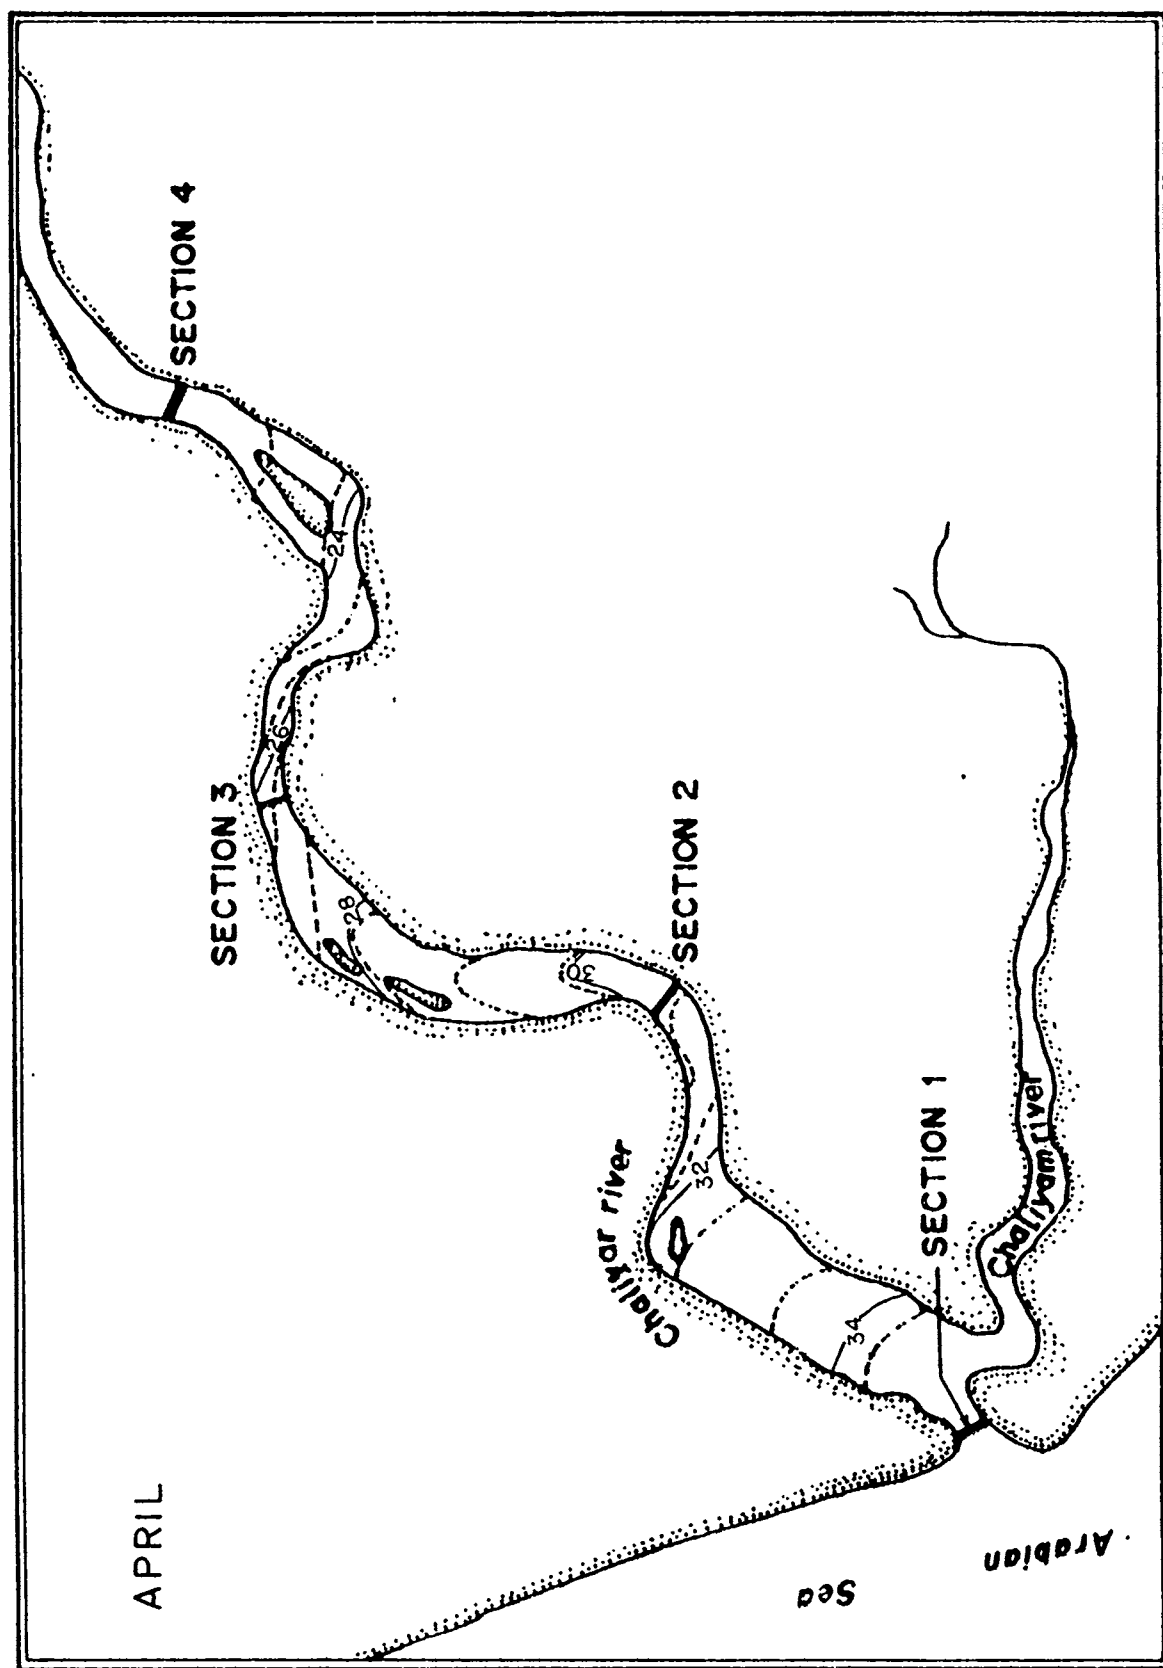 APRIL
SECTION 4
SECTION 3
SECTION 2
SECTION 1
24
26
28
30
32
34
Chaliyar river
Chaliyam river
Arabian
Sea